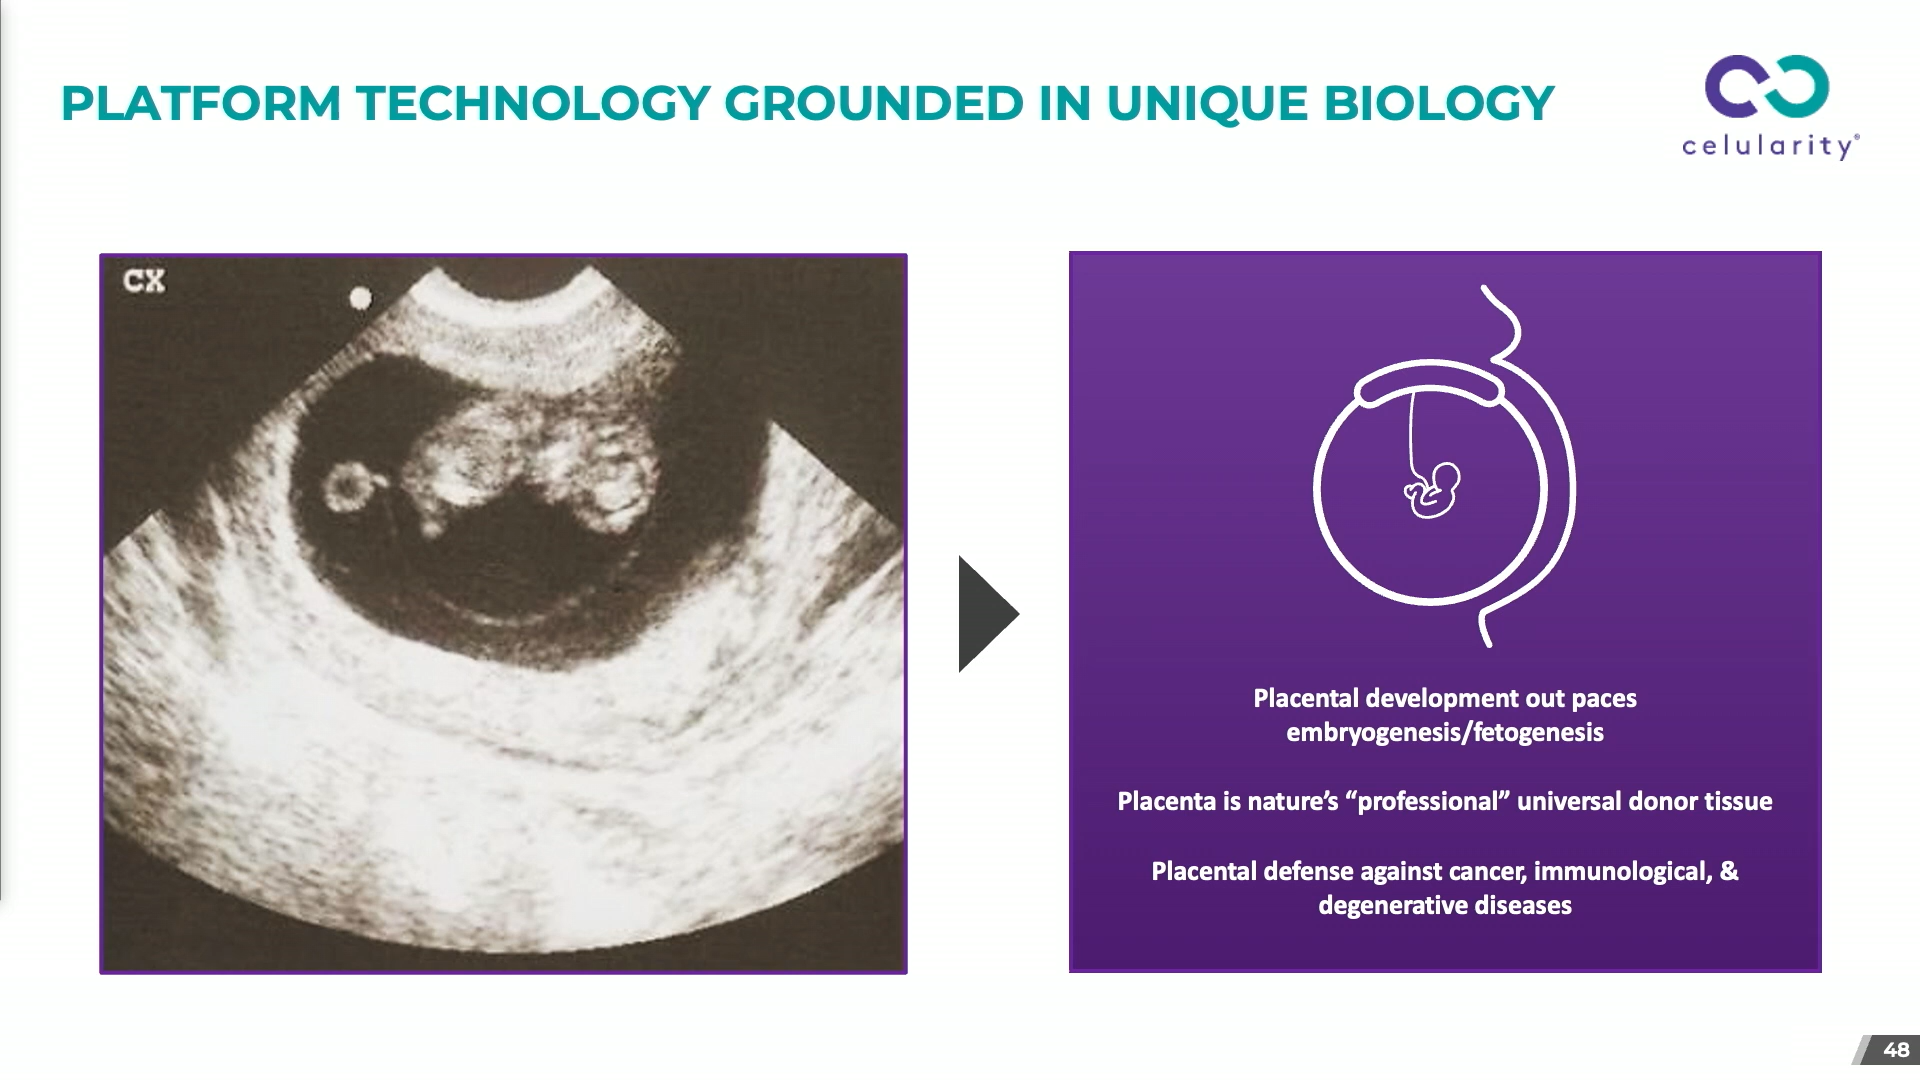 PLATFORM TECHNOLOGY GROUNDED IN UNIQUE BIOLOGY
celularity®
CX
Placental development out paces
embryogenesis/fetogenesis
Placenta is nature’s “professional” universal donor tissue
Placental defense against cancer, immunological, &
degenerative diseases
48